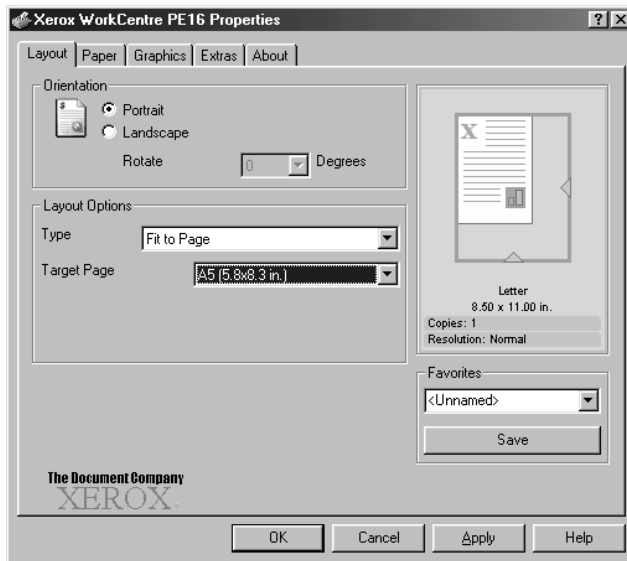 Xerox WorkCentre PE16 Properties
Layout Paper Graphics Extras About
Orientation
Portrait
Landscape
Rotate 0 Degrees
Layout Options
Type Fit to Page
Target Page A5 (5.8x8.3 in.)
X
Letter
8.50 x 11.00 in.
Copies: 1
Resolution: Normal
Favorites
<Unnamed>
Save
The Document Company
XEROX
OK Cancel Apply Help